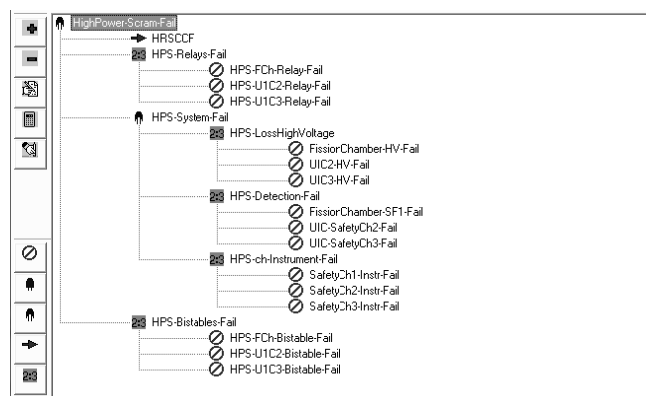 HighPower-Scram-Fail
HRSCCF
2:3 HPS-Relays-Fail
HPS-FCh-Relay-Fail
HPS-U1C2-Relay-Fail
HPS-U1C3-Relay-Fail
HPS-System-Fail
2:3 HPS-LossHighVoltage
FissiorChamber-HV-Fail
UIC2-HV-Fail
UIC3-HV-Fail
2:3 HPS-Detection-Fail
FissiorChamber-SF1-Fail
UIC-SafetyCh2-Fail
UIC-SafetyCh3-Fail
2:3 HPS-ch-Instrument-Fail
SafetyCh1-Instr-Fail
SafetyCh2-Instr-Fail
SafetyCh3-Instr-Fail
2:3 HPS-Bistables-Fail
HPS-FCh-Bistable-Fail
HPS-U1C2-Bistable-Fail
HPS-U1C3-Bistable-Fail
2:3